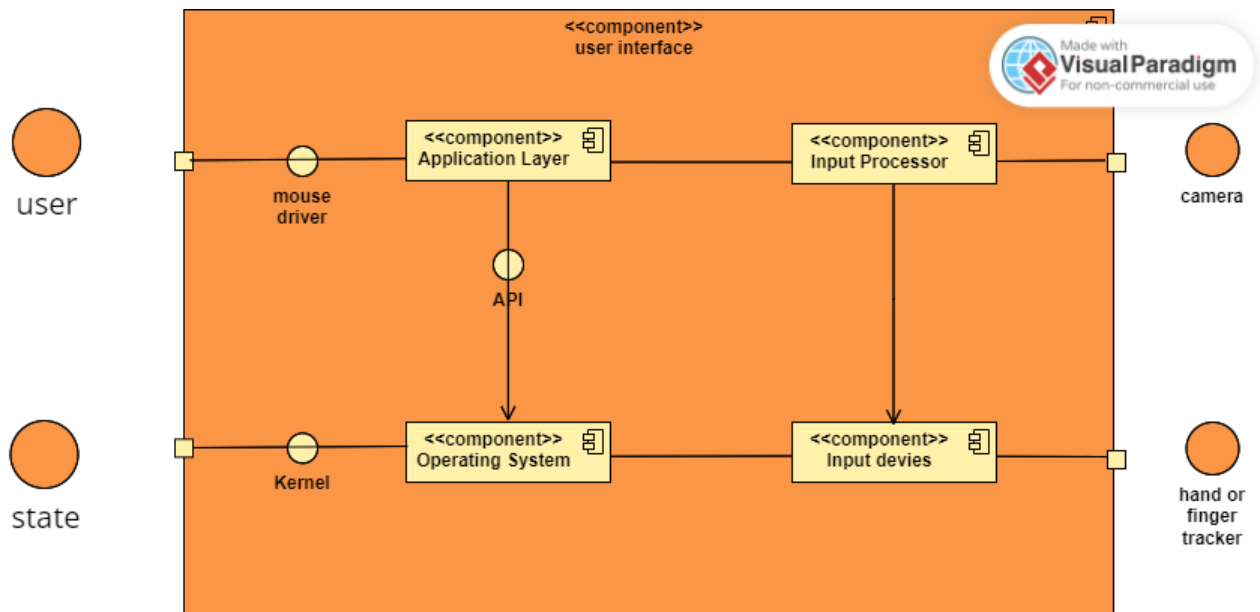 <<component>>
user interface
Made with
Visual Paradigm
For non-commercial use
user
mouse
driver
<<component>>
Application Layer
<<component>>
Input Processor
camera
API
state
Kernel
<<component>>
Operating System
<<component>>
Input devies
hand or
finger
tracker